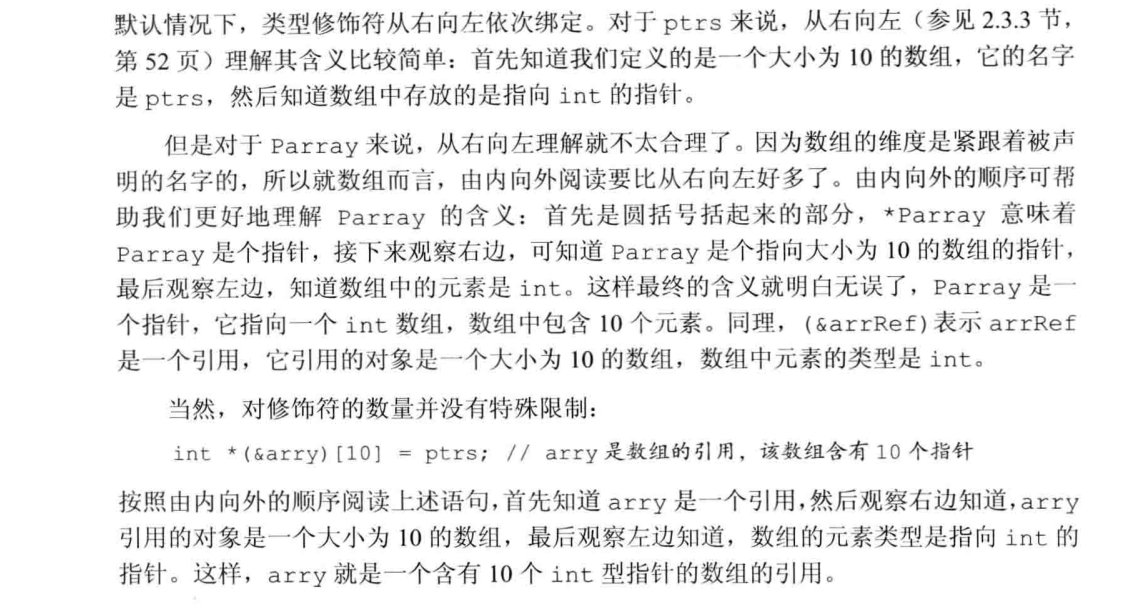 默认情况下，类型修饰符从右向左依次绑定。对于 ptrs 来说，从右向左（参见 2.3.3 节，
第 52 页）理解其含义比较简单：首先知道我们定义的是一个大小为 10 的数组，它的名字
是 ptrs，然后知道数组中存放的是指向 int 的指针。
但是对于 Parray 来说，从右向左理解就不太合理了。因为数组的维度是紧跟着被声
明的名字的，所以就数组而言，由内向外阅读要比从右向左好多了。由内向外的顺序可帮
助我们更好地理解 Parray 的含义：首先是圆括号括起来的部分，*Parray 意味着
Parray 是个指针，接下来观察右边，可知道 Parray 是个指向大小为 10 的数组的指针，
最后观察左边，知道数组中的元素是 int。这样最终的含义就明白无误了，Parray 是一
个指针，它指向一个 int 数组，数组中包含 10 个元素。同理，(&arrRef)表示 arrRef
是一个引用，它引用的对象是一个大小为 10 的数组，数组中元素的类型是 int。
当然，对修饰符的数量并没有特殊限制：
int *(&arry)[10] = ptrs; // arry 是数组的引用，该数组含有 10 个指针
按照由内向外的顺序阅读上述语句,首先知道 arry 是一个引用,然后观察右边知道,arry
引用的对象是一个大小为 10 的数组，最后观察左边知道，数组的元素类型是指向 int 的
指针。这样，arry 就是一个含有 10 个 int 型指针的数组的引用。